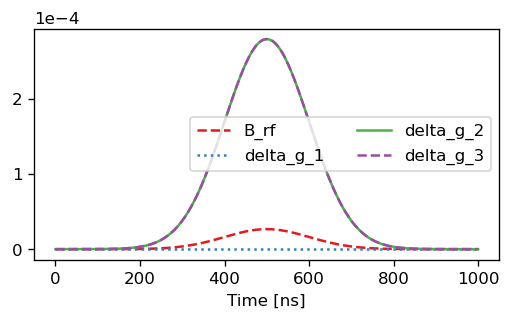 1e−4
2
1
0
B_rf
delta_g_1
delta_g_2
delta_g_3
0 200 400 600 800 1000
Time [ns]